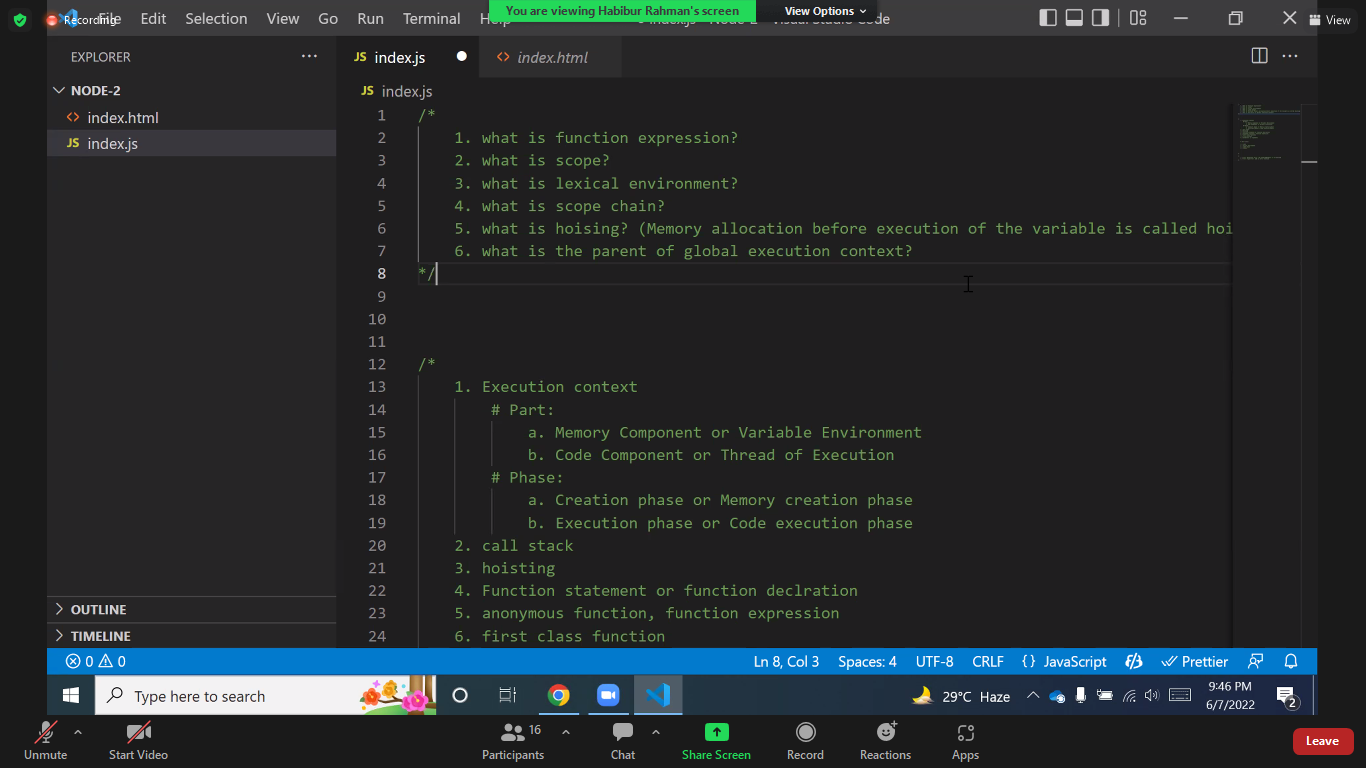 Recording
File Edit Selection View Go Run Terminal Help
You are viewing Habibur Rahman's screen
View Options
index.js - Node-2 - Visual Studio Code
View
EXPLORER
JS index.js
index.html
NODE-2
JS index.js
index.html
JS index.js
1 /*
2 1. what is function expression?
3 2. what is scope?
4 3. what is lexical environment?
5 4. what is scope chain?
6 5. what is hoising? (Memory allocation before execution of the variable is called hoi
7 6. what is the parent of global execution context?
8 */
9
10
11
12 /*
13 1. Execution context
14 # Part:
15 a. Memory Component or Variable Environment
16 b. Code Component or Thread of Execution
17 # Phase:
18 a. Creation phase or Memory creation phase
19 b. Execution phase or Code execution phase
20 2. call stack
21 3. hoisting
22 4. Function statement or function declration
23 5. anonymous function, function expression
24 6. first class function
OUTLINE
TIMELINE
0 0
Ln 8, Col 3 Spaces: 4 UTF-8 CRLF {} JavaScript Prettier
Type here to search
29°C Haze
9:46 PM
6/7/2022
2
Unmute
Start Video
Participants 16
Chat
Share Screen
Record
Reactions
Apps
Leave